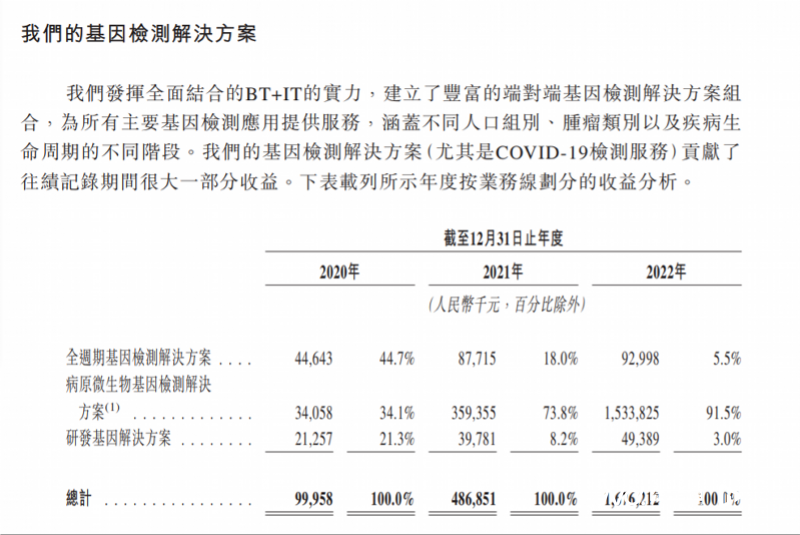 我們的基因檢測解決方案
我們發揮全面結合的BT+IT的實力，建立了豐富的端對端基因檢測解決方案組
合，為所有主要基因檢測應用提供服務，涵蓋不同人口組別、腫瘤類別以及疾病生
命周期的不同階段。我們的基因檢測解決方案（尤其是COVID-19檢測服務）貢獻了
往績記錄期間很大一部分收益。下表載列所示年度按業務線劃分的收益分析。
截至12月31日止年度
2020年 2021年 2022年
（人民幣千元，百分比除外）
全週期基因檢測解決方案 .... 44,643 44.7% 87,715 18.0% 92,998 5.5%
病原微生物基因檢測解決
方案(1) ............. 34,058 34.1% 359,355 73.8% 1,533,825 91.5%
研發基因解決方案 ........ 21,257 21.3% 39,781 8.2% 49,389 3.0%
總計 ................ 99,958 100.0% 486,851 100.0%